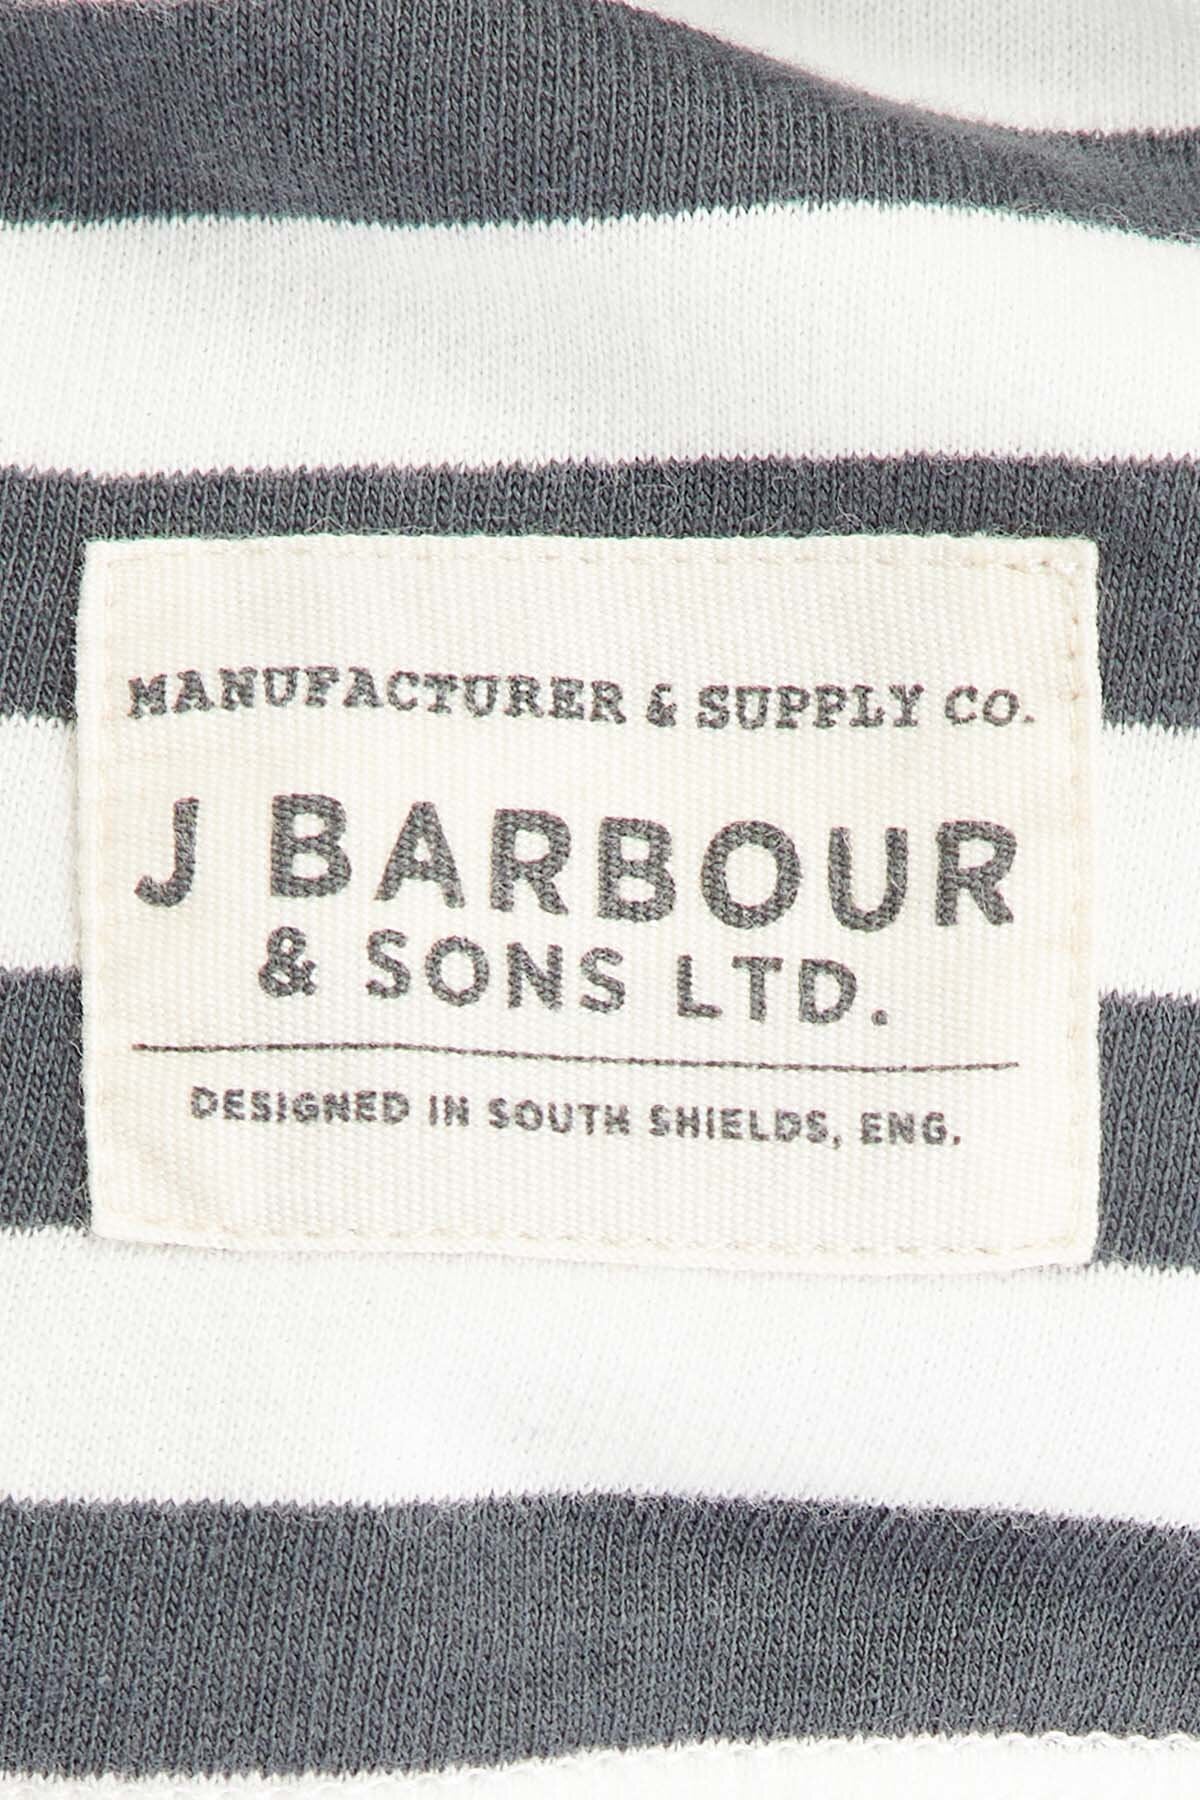 MANUFACTURER & SUPPLY CO.
J BARBOUR
& SONS LTD.
DESIGNED IN SOUTH SHIELDS, ENG.